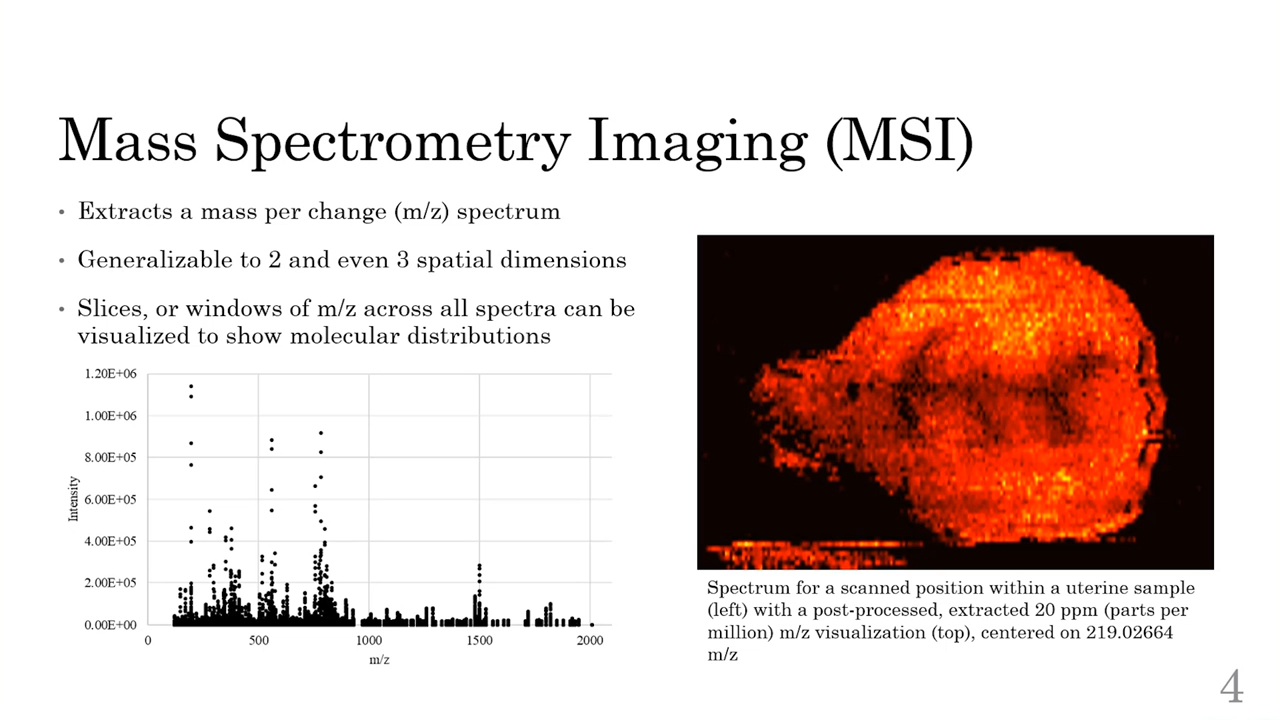 Mass Spectrometry Imaging (MSI)
• Extracts a mass per change (m/z) spectrum
• Generalizable to 2 and even 3 spatial dimensions
• Slices, or windows of m/z across all spectra can be
visualized to show molecular distributions
1.20E+06
1.00E+06
8.00E+05
6.00E+05
4.00E+05
2.00E+05
0.00E+00
Intensity
0 500 1000 1500 2000
m/z
Spectrum for a scanned position within a uterine sample
(left) with a post-processed, extracted 20 ppm (parts per
million) m/z visualization (top), centered on 219.02664
m/z
4